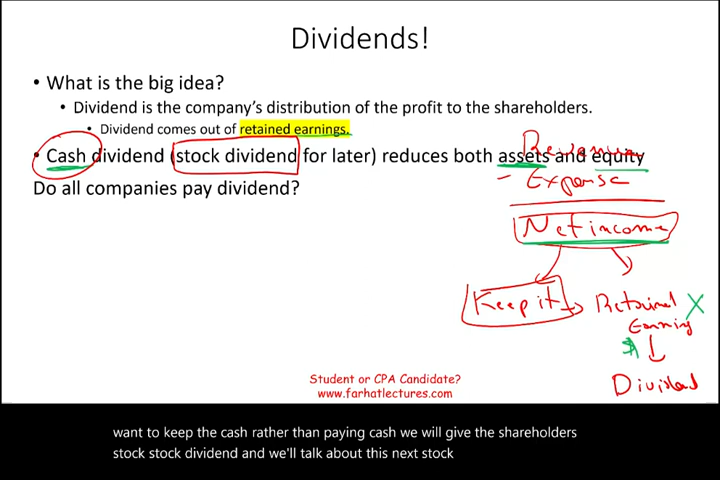 Dividends!
• What is the big idea?
• Dividend is the company's distribution of the profit to the shareholders.
• Dividend comes out of retained earnings.
• Cash dividend (stock dividend for later) reduces both assets and equity
Do all companies pay dividend?
Revenue
- Expense
Net income
Keep it
Retained X
Earning
$
Dividend
Student or CPA Candidate?
www.farhatlectures.com
want to keep the cash rather than paying cash we will give the shareholders
stock stock dividend and we'll talk about this next stock